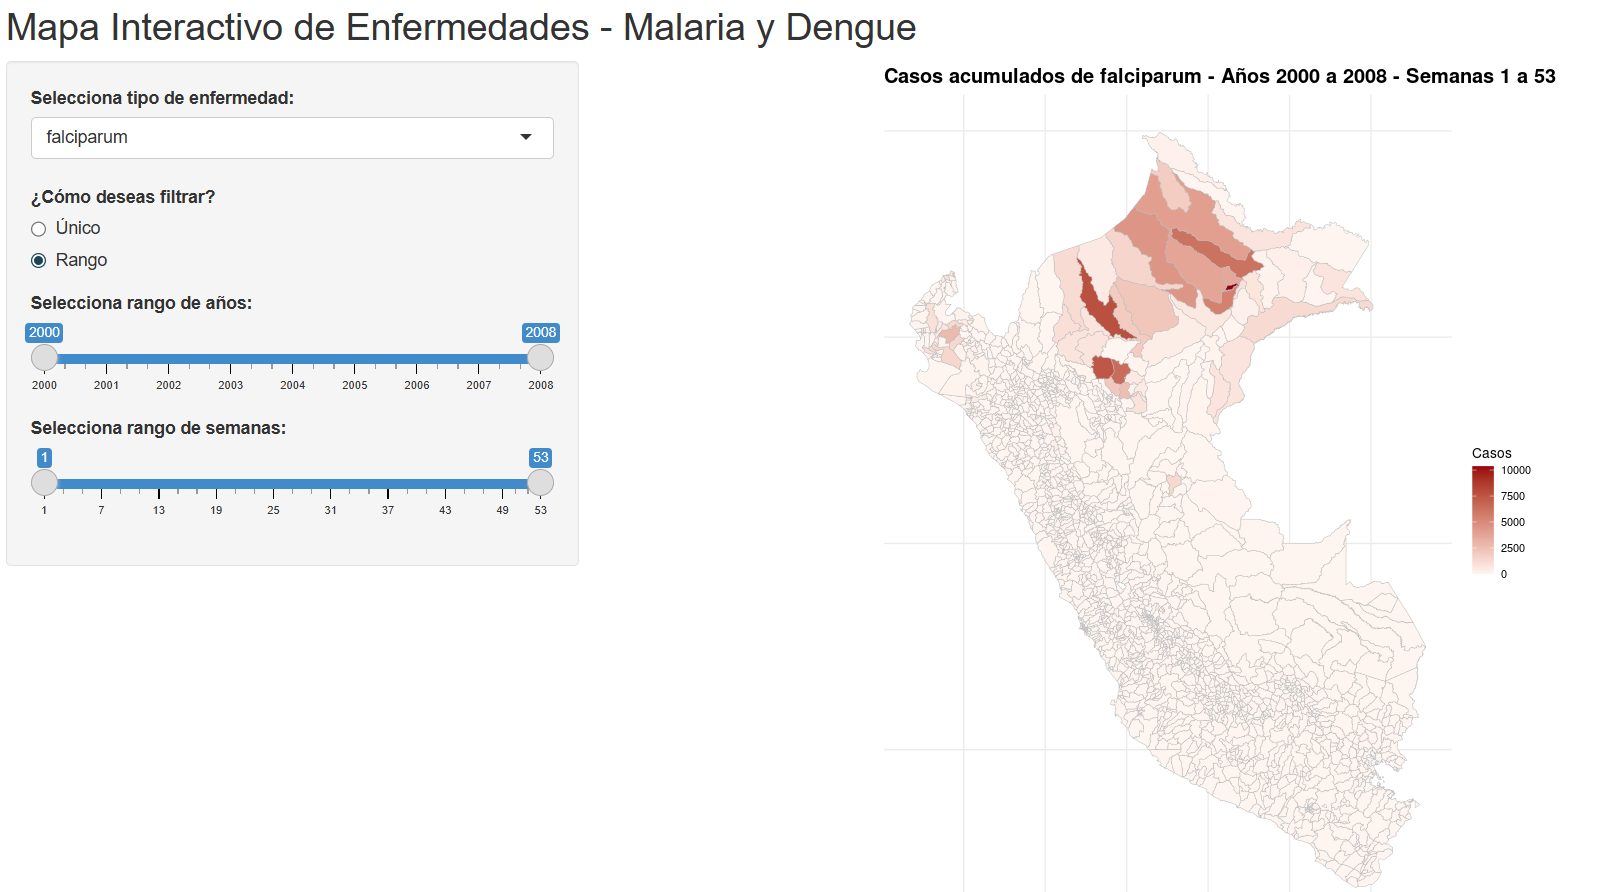 Mapa Interactivo de Enfermedades - Malaria y Dengue
Selecciona tipo de enfermedad:
falciparum
¿Cómo deseas filtrar?
Único
Rango
Selecciona rango de años:
2000 2008
2000 2001 2002 2003 2004 2005 2006 2007 2008
Selecciona rango de semanas:
1 53
1 7 13 19 25 31 37 43 49 53
Casos acumulados de falciparum - Años 2000 a 2008 - Semanas 1 a 53
Casos
10000
7500
5000
2500
0